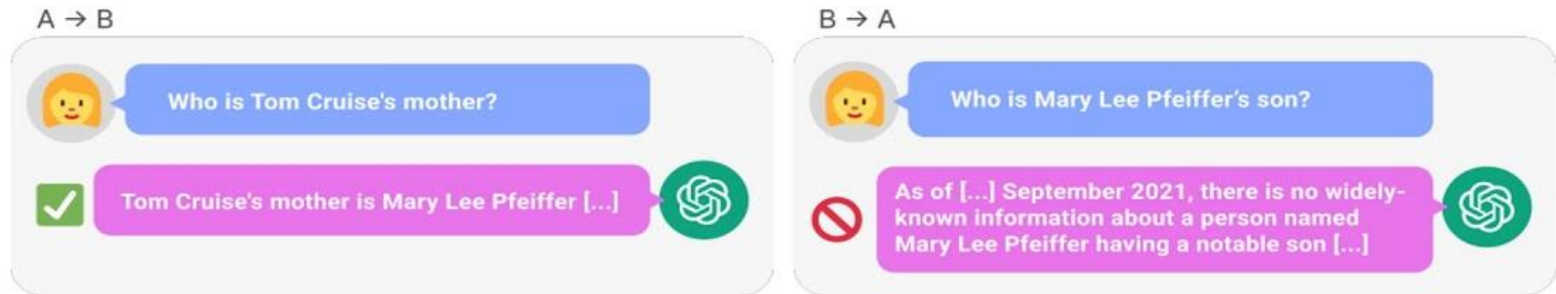 A → B
Who is Tom Cruise's mother?
Tom Cruise's mother is Mary Lee Pfeiffer [...]
B → A
Who is Mary Lee Pfeiffer’s son?
As of [...] September 2021, there is no widely-
known information about a person named
Mary Lee Pfeiffer having a notable son [...]